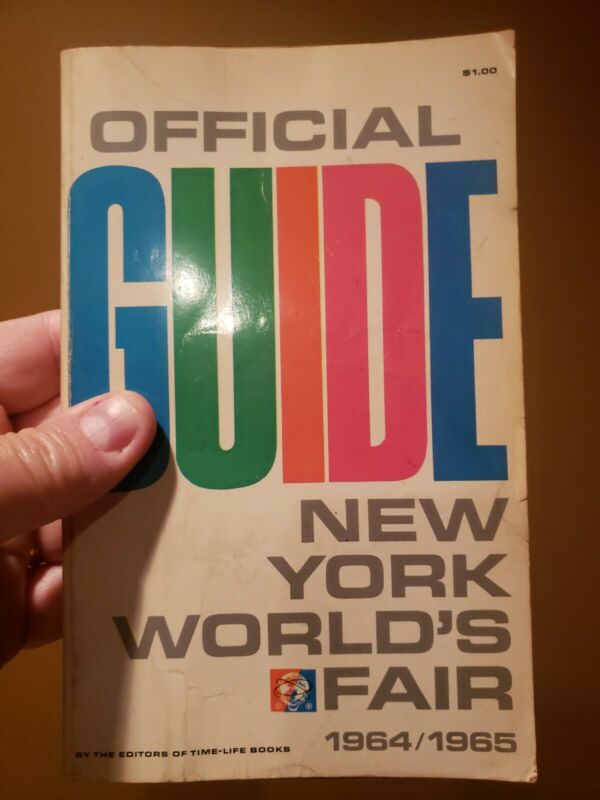 $1.00
OFFICIAL
GUIDE
NEW
YORK
WORLD'S
FAIR
1964/1965
BY THE EDITORS OF TIME-LIFE BOOKS